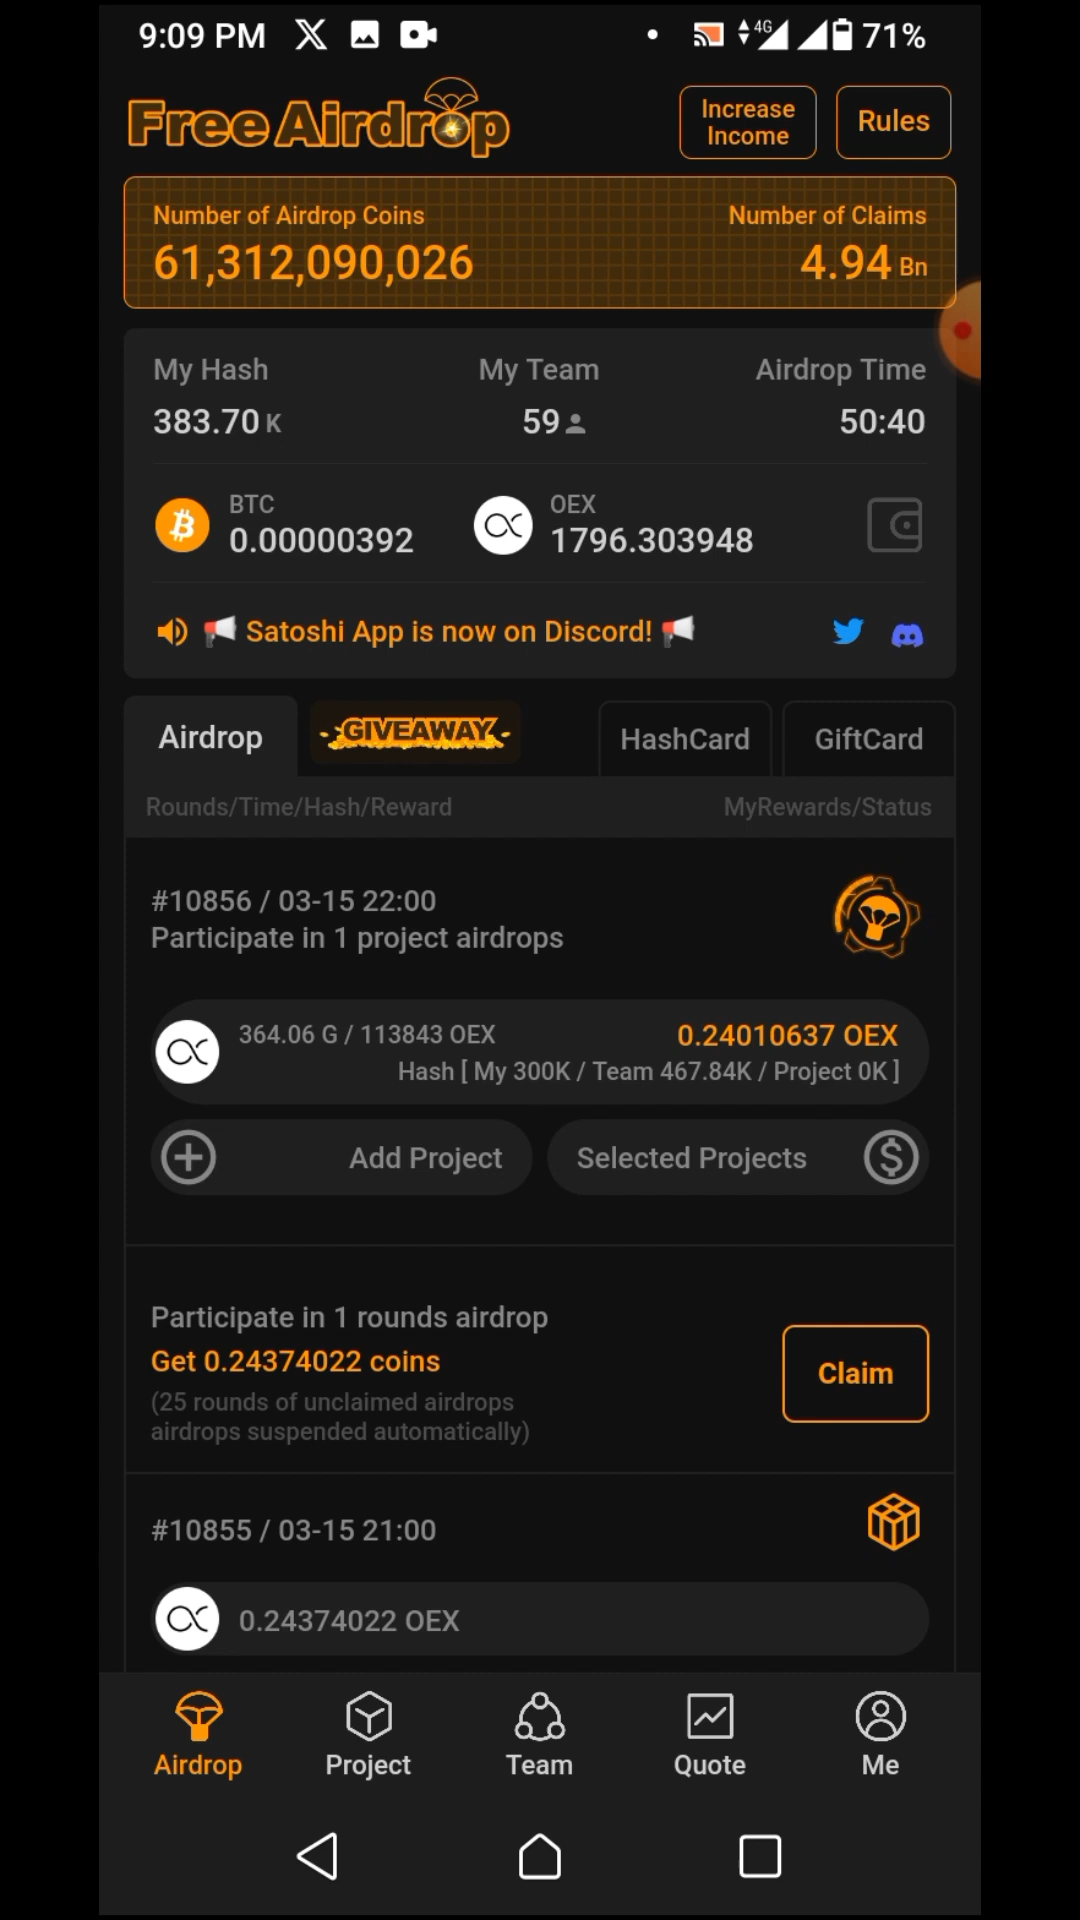 9:09 PM
4G
71%
Free Airdrop
Increase
Income
Rules
Number of Airdrop Coins
Number of Claims
61,312,090,026
4.94 Bn
My Hash
My Team
Airdrop Time
383.70 K
59
50:40
BTC
0.00000392
OEX
1796.303948
Satoshi App is now on Discord!
Airdrop
GIVEAWAY
HashCard
GiftCard
Rounds/Time/Hash/Reward
MyRewards/Status
#10856 / 03-15 22:00
Participate in 1 project airdrops
364.06 G / 113843 OEX
0.24010637 OEX
Hash [ My 300K / Team 467.84K / Project 0K ]
Add Project
Selected Projects
Participate in 1 rounds airdrop
Get 0.24374022 coins
(25 rounds of unclaimed airdrops
airdrops suspended automatically)
Claim
#10855 / 03-15 21:00
0.24374022 OEX
Airdrop
Project
Team
Quote
Me